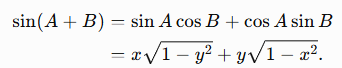 sin(A + B) = sin A cos B + cos A sin B
= x√(1 − y²) + y√(1 − x²).